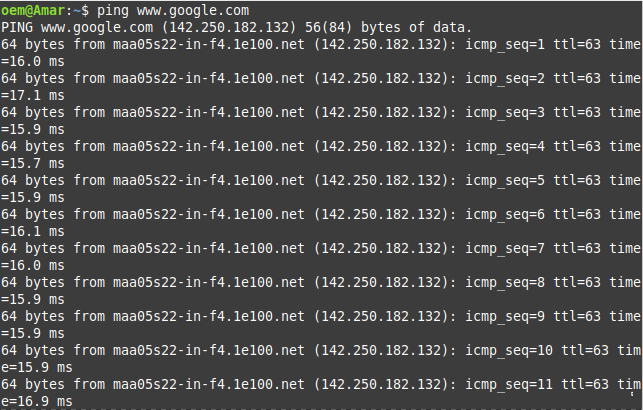 oem@Amar:~$ ping www.google.com
PING www.google.com (142.250.182.132) 56(84) bytes of data.
64 bytes from maa05s22-in-f4.1e100.net (142.250.182.132): icmp_seq=1 ttl=63 time
=16.0 ms
64 bytes from maa05s22-in-f4.1e100.net (142.250.182.132): icmp_seq=2 ttl=63 time
=17.1 ms
64 bytes from maa05s22-in-f4.1e100.net (142.250.182.132): icmp_seq=3 ttl=63 time
=15.9 ms
64 bytes from maa05s22-in-f4.1e100.net (142.250.182.132): icmp_seq=4 ttl=63 time
=15.7 ms
64 bytes from maa05s22-in-f4.1e100.net (142.250.182.132): icmp_seq=5 ttl=63 time
=15.9 ms
64 bytes from maa05s22-in-f4.1e100.net (142.250.182.132): icmp_seq=6 ttl=63 time
=16.1 ms
64 bytes from maa05s22-in-f4.1e100.net (142.250.182.132): icmp_seq=7 ttl=63 time
=16.0 ms
64 bytes from maa05s22-in-f4.1e100.net (142.250.182.132): icmp_seq=8 ttl=63 time
=15.9 ms
64 bytes from maa05s22-in-f4.1e100.net (142.250.182.132): icmp_seq=9 ttl=63 time
=15.9 ms
64 bytes from maa05s22-in-f4.1e100.net (142.250.182.132): icmp_seq=10 ttl=63 tim
e=15.9 ms
64 bytes from maa05s22-in-f4.1e100.net (142.250.182.132): icmp_seq=11 ttl=63 tim
e=16.9 ms